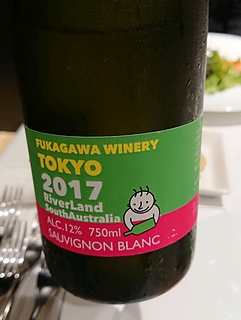 FUKAGAWA WINERY
TOKYO
2017
RiverLand
SouthAustralia
ALC.12% 750ml
SAUVIGNON BLANC